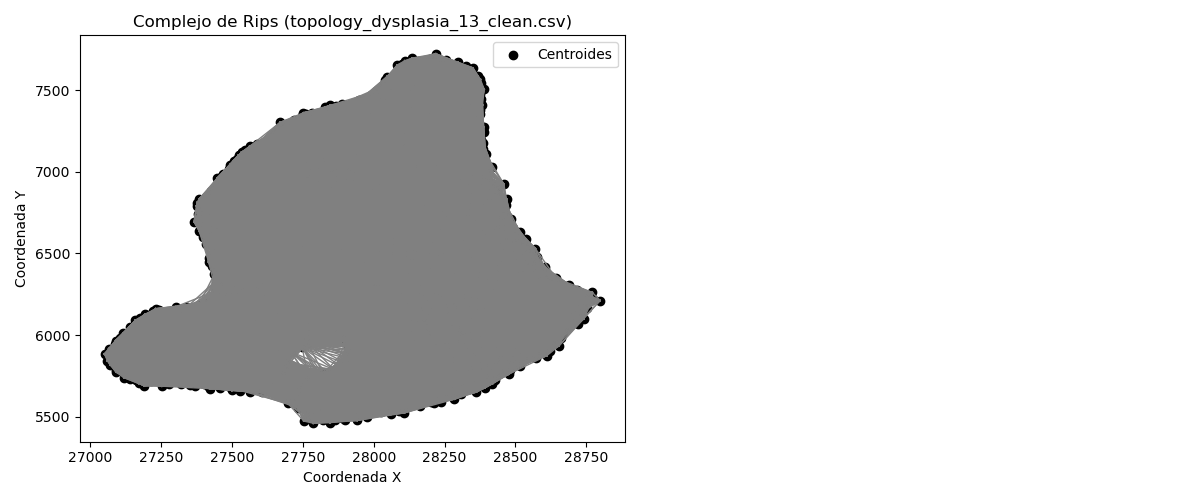 Complejo de Rips (topology_dysplasia_13_clean.csv)
Centroides
7500
7000
6500
6000
5500
Coordenada Y
27000 27250 27500 27750 28000 28250 28500 28750
Coordenada X